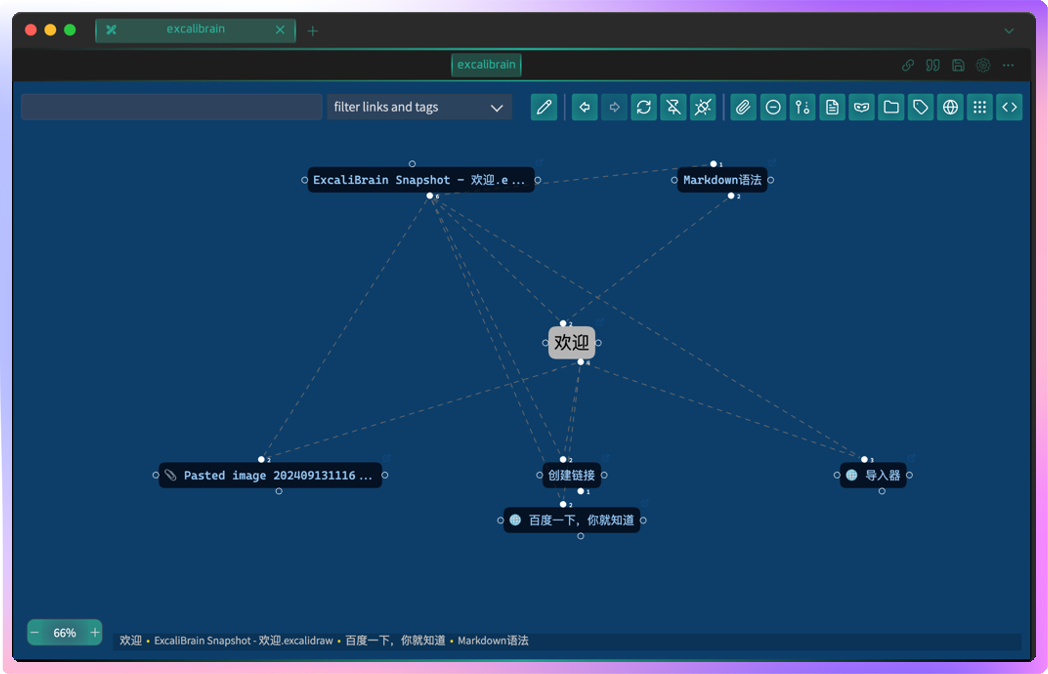 excalibrain
excalibrain
filter links and tags
ExcaliBrain Snapshot - 欢迎.e...
1
Markdown语法
6
2
2
欢迎
4
2
2
3
📎 Pasted image 202409131116...
创建链接
🌐 导入器
1
2
🌐 百度一下，你就知道
66%
欢迎 • ExcaliBrain Snapshot - 欢迎.excalidraw • 百度一下，你就知道 • Markdown语法